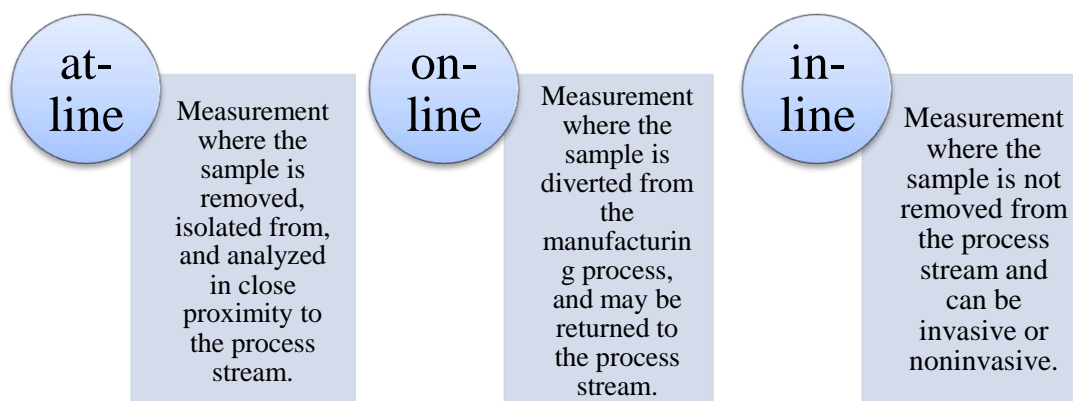 at-
line
Measurement
where the
sample is
removed,
isolated from,
and analyzed
in close
proximity to
the process
stream.
on-
line
Measurement
where the
sample is
diverted from
the
manufacturin
g process,
and may be
returned to
the process
stream.
in-
line
Measurement
where the
sample is not
removed from
the process
stream and
can be
invasive or
noninvasive.